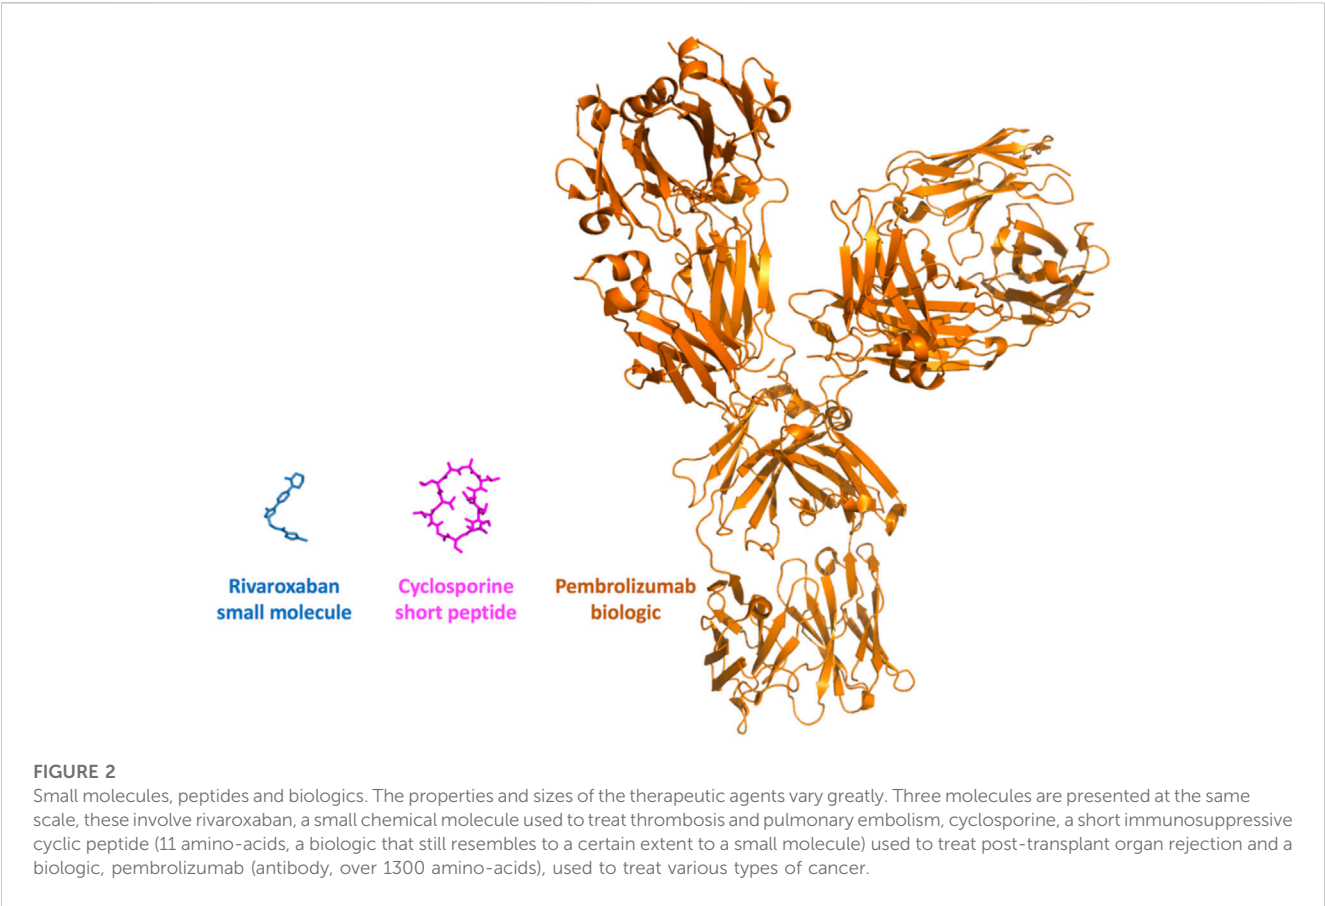 Rivaroxaban
small molecule
Cyclosporine
short peptide
Pembrolizumab
biologic
FIGURE 2
Small molecules, peptides and biologics. The properties and sizes of the therapeutic agents vary greatly. Three molecules are presented at the same
scale, these involve rivaroxaban, a small chemical molecule used to treat thrombosis and pulmonary embolism, cyclosporine, a short immunosuppressive
cyclic peptide (11 amino-acids, a biologic that still resembles to a certain extent to a small molecule) used to treat post-transplant organ rejection and a
biologic, pembrolizumab (antibody, over 1300 amino-acids), used to treat various types of cancer.